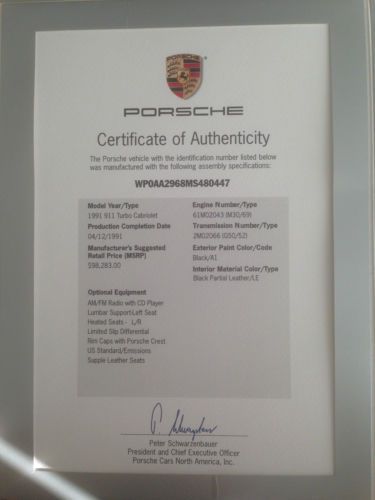 PORSCHE
PORSCHE
Certificate of Authenticity
The Porsche vehicle with the identification number listed below
was manufactured with the following assembly specifications:
WP0AA2968MS480447
Model Year/Type
1991 911 Turbo Cabriolet
Production Completion Date
04/12/1991
Manufacturer's Suggested
Retail Price (MSRP)
$98,283.00
Engine Number/Type
61M02043 (M30/69)
Transmission Number/Type
2M02066 (G50/52)
Exterior Paint Color/Code
Black/A1
Interior Material Color/Type
Black Partial Leather/LE
Optional Equipment
AM/FM Radio with CD Player
Lumbar Support-Left Seat
Heated Seats - L/R
Limited Slip Differential
Rim Caps with Porsche Crest
US Standard/Emissions
Supple Leather Seats
Peter Schwarzenbauer
President and Chief Executive Officer
Porsche Cars North America, Inc.